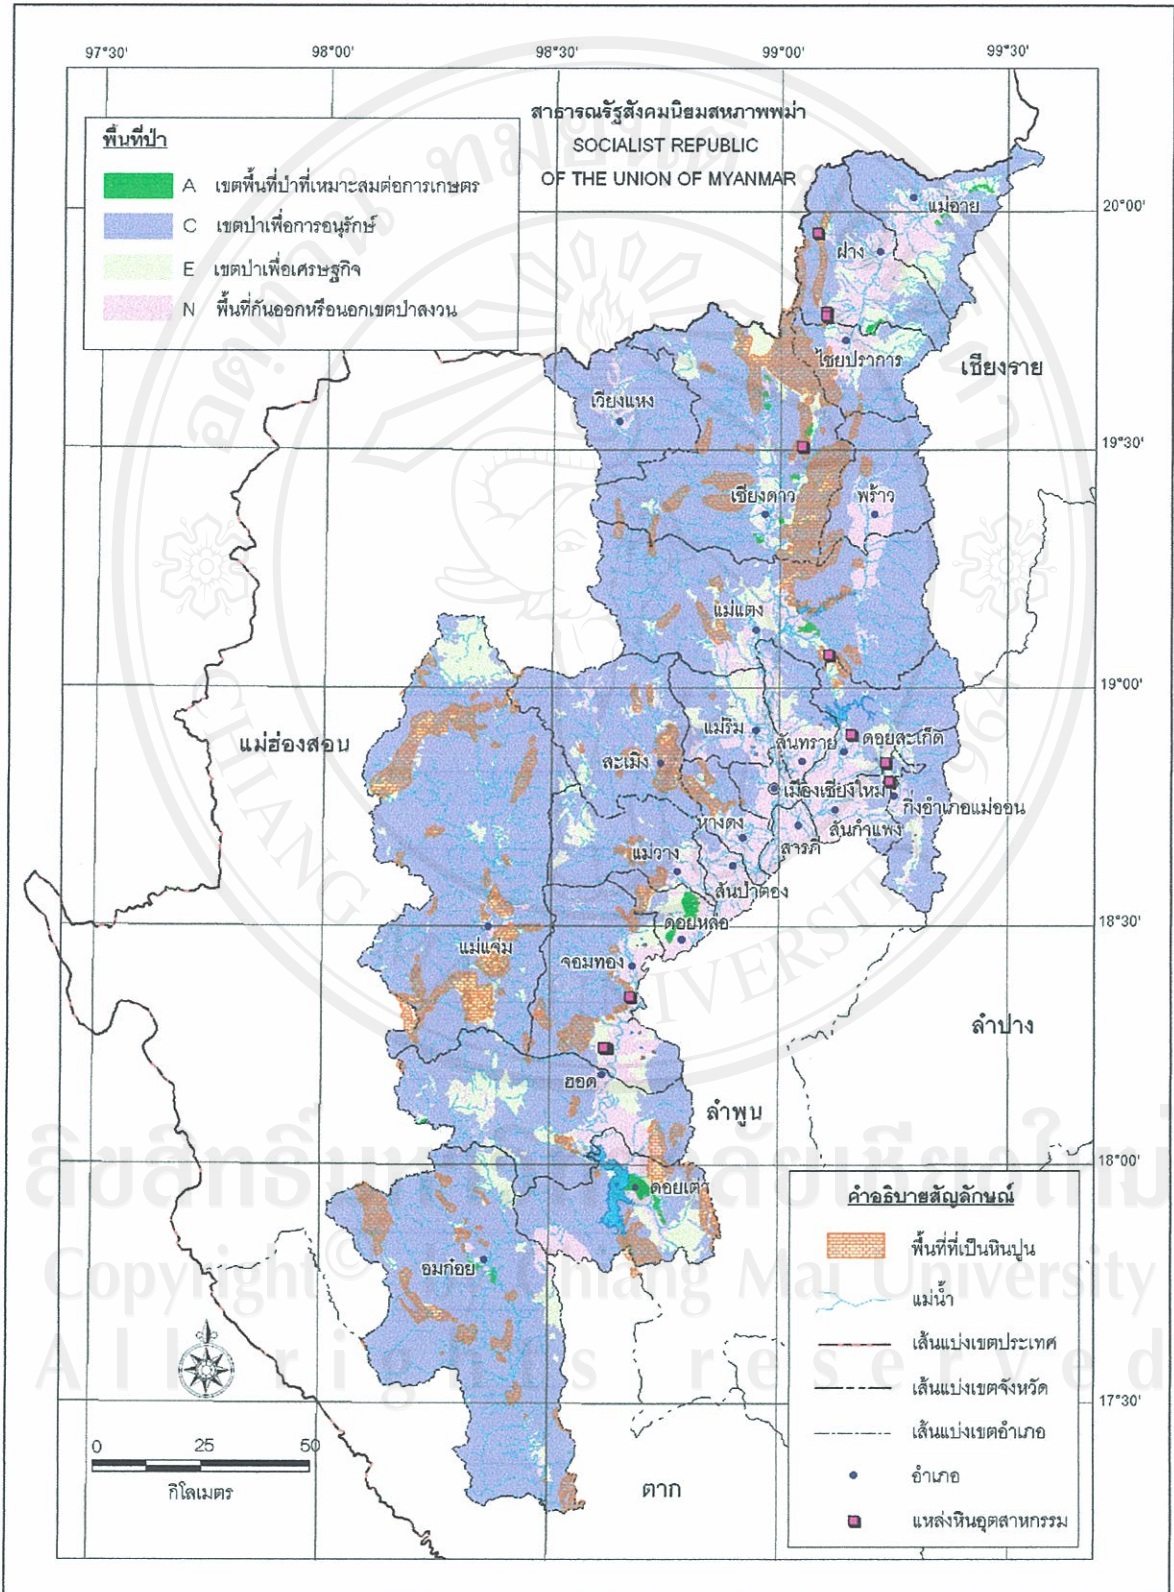 97°30'
98°00'
98°30'
99°00'
99°30'
สาธารณรัฐสังคมนิยมสหภาพพม่า
SOCIALIST REPUBLIC
OF THE UNION OF MYANMAR
พื้นที่ป่า
A เขตพื้นที่ป่าที่เหมาะสมต่อการเกษตร
C เขตป่าเพื่อการอนุรักษ์
E เขตป่าเพื่อเศรษฐกิจ
N พื้นที่กันออกหรือนอกเขตป่าสงวน
แม่อาย
20°00'
ฝาง
ไชยปราการ
เชียงราย
เวียงแหง
19°30'
เชียงดาว
พร้าว
แม่แตง
19°00'
แม่ฮ่องสอน
แม่ริม
สันทราย
ดอยสะเก็ด
สะเมิง
เมืองเชียงใหม่
กิ่งอำเภอแม่ออน
หางดง
สารภี
สันกำแพง
แม่วาง
สันป่าตอง
18°30'
ดอยหล่อ
แม่แจ่ม
จอมทอง
ลำปาง
ฮอด
ลำพูน
18°00'
ดอยเต่า
อมก๋อย
17°30'
ตาก
คำอธิบายสัญลักษณ์
พื้นที่ที่เป็นหินปูน
แม่น้ำ
เส้นแบ่งเขตประเทศ
เส้นแบ่งเขตจังหวัด
เส้นแบ่งเขตอำเภอ
อำเภอ
แหล่งหินอุตสาหกรรม
0 25 50
กิโลเมตร
CHIANG MAI UNIVERSITY 1964
Copyright © by Chiang Mai University
All rights reserved